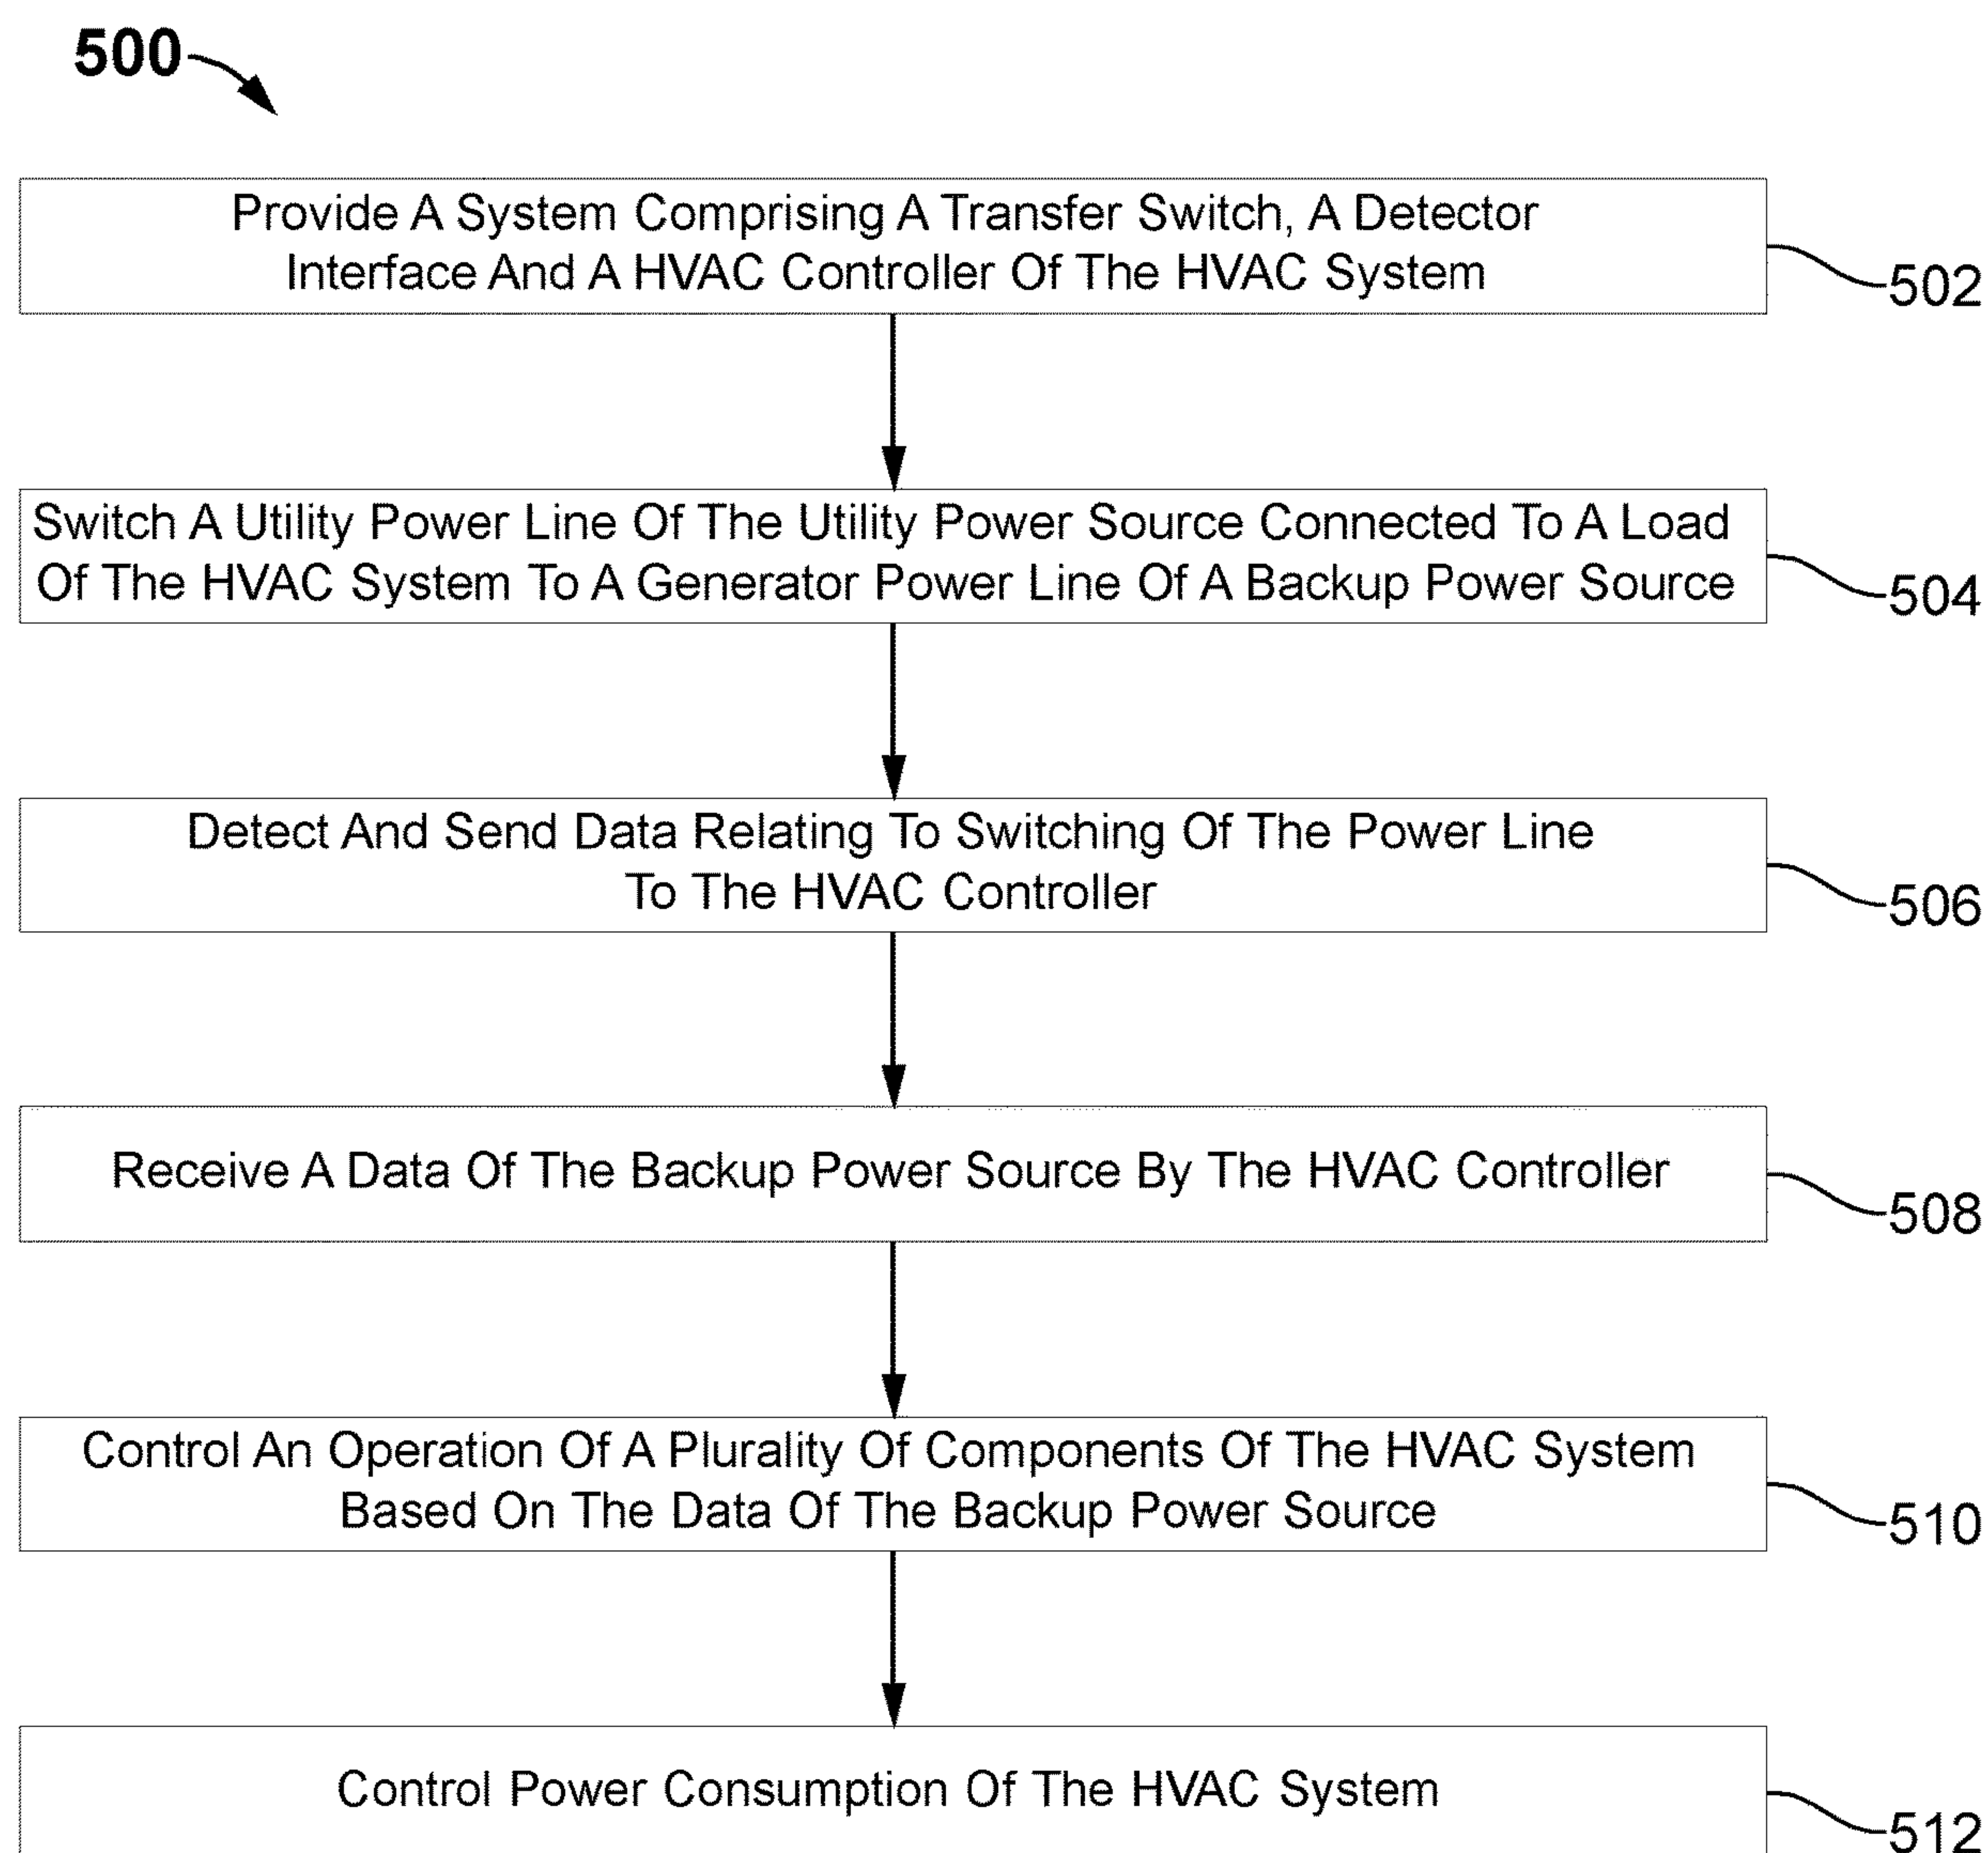 500
Provide A System Comprising A Transfer Switch, A Detector
Interface And A HVAC Controller Of The HVAC System
502
Switch A Utility Power Line Of The Utility Power Source Connected To A Load
Of The HVAC System To A Generator Power Line Of A Backup Power Source
504
Detect And Send Data Relating To Switching Of The Power Line
To The HVAC Controller
506
Receive A Data Of The Backup Power Source By The HVAC Controller
508
Control An Operation Of A Plurality Of Components Of The HVAC System
Based On The Data Of The Backup Power Source
510
Control Power Consumption Of The HVAC System
512